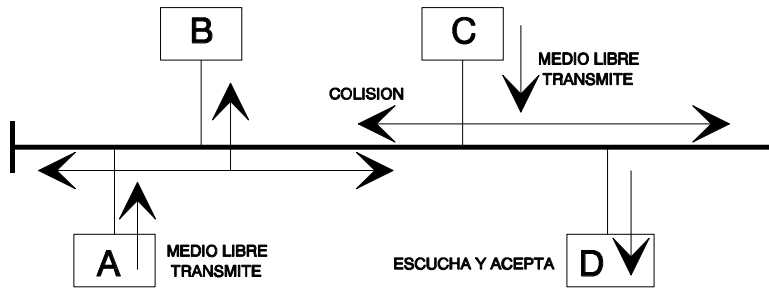 B
C
MEDIO LIBRE
TRANSMITE
COLISION
A
MEDIO LIBRE
TRANSMITE
ESCUCHA Y ACEPTA
D